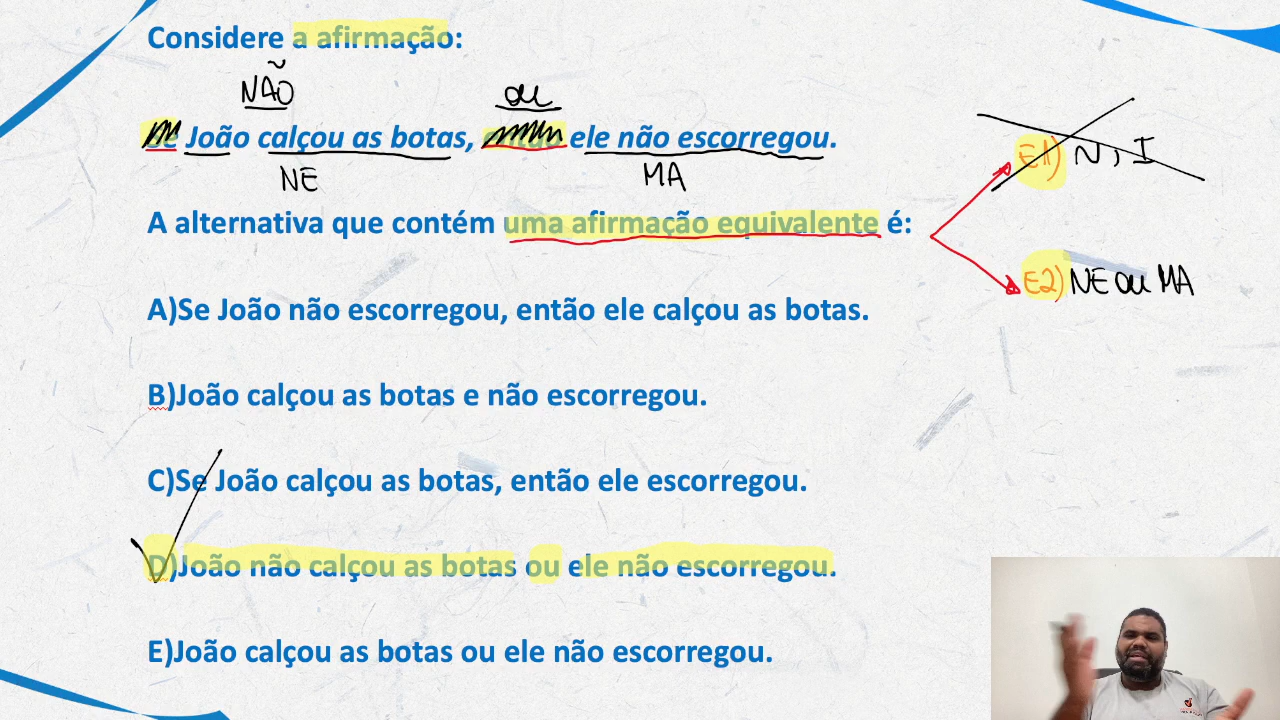 Considere a afirmação:
NÃO ou
Se João calçou as botas, então ele não escorregou.
NE MA
E1) N, I
A alternativa que contém uma afirmação equivalente é:
E2) NE ou MA
A)Se João não escorregou, então ele calçou as botas.
B)João calçou as botas e não escorregou.
C)Se João calçou as botas, então ele escorregou.
D)João não calçou as botas ou ele não escorregou.
E)João calçou as botas ou ele não escorregou.